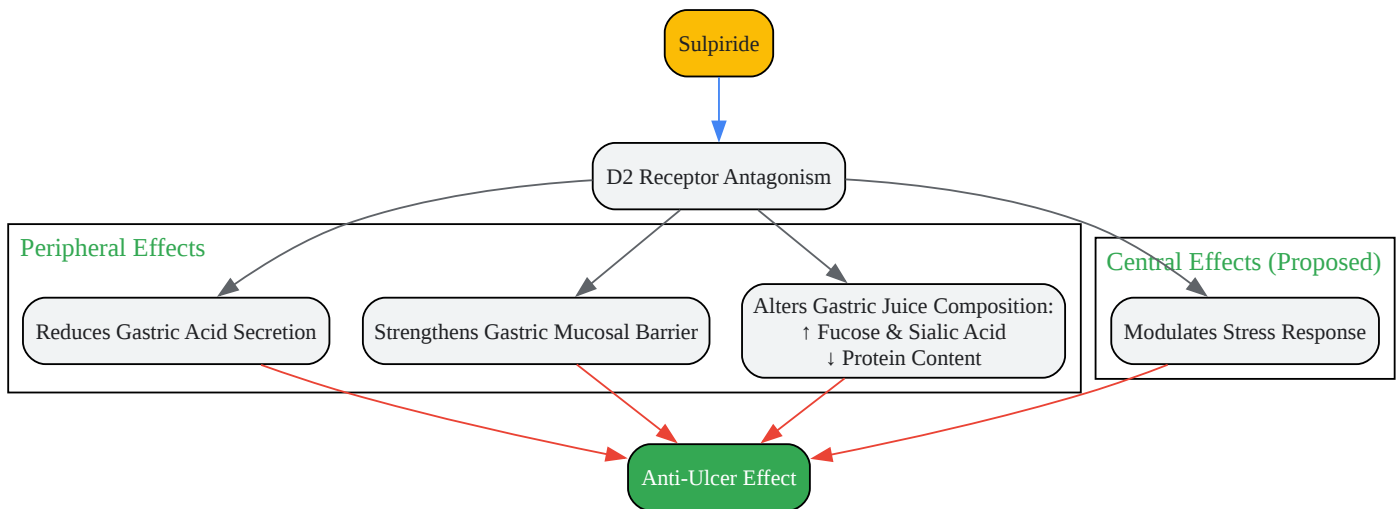 Sulpiride
D2 Receptor Antagonism
Peripheral Effects
Central Effects (Proposed)
Reduces Gastric Acid Secretion
Strengthens Gastric Mucosal Barrier
Alters Gastric Juice Composition:
↑ Fucose & Sialic Acid
↓ Protein Content
Modulates Stress Response
Anti-Ulcer Effect